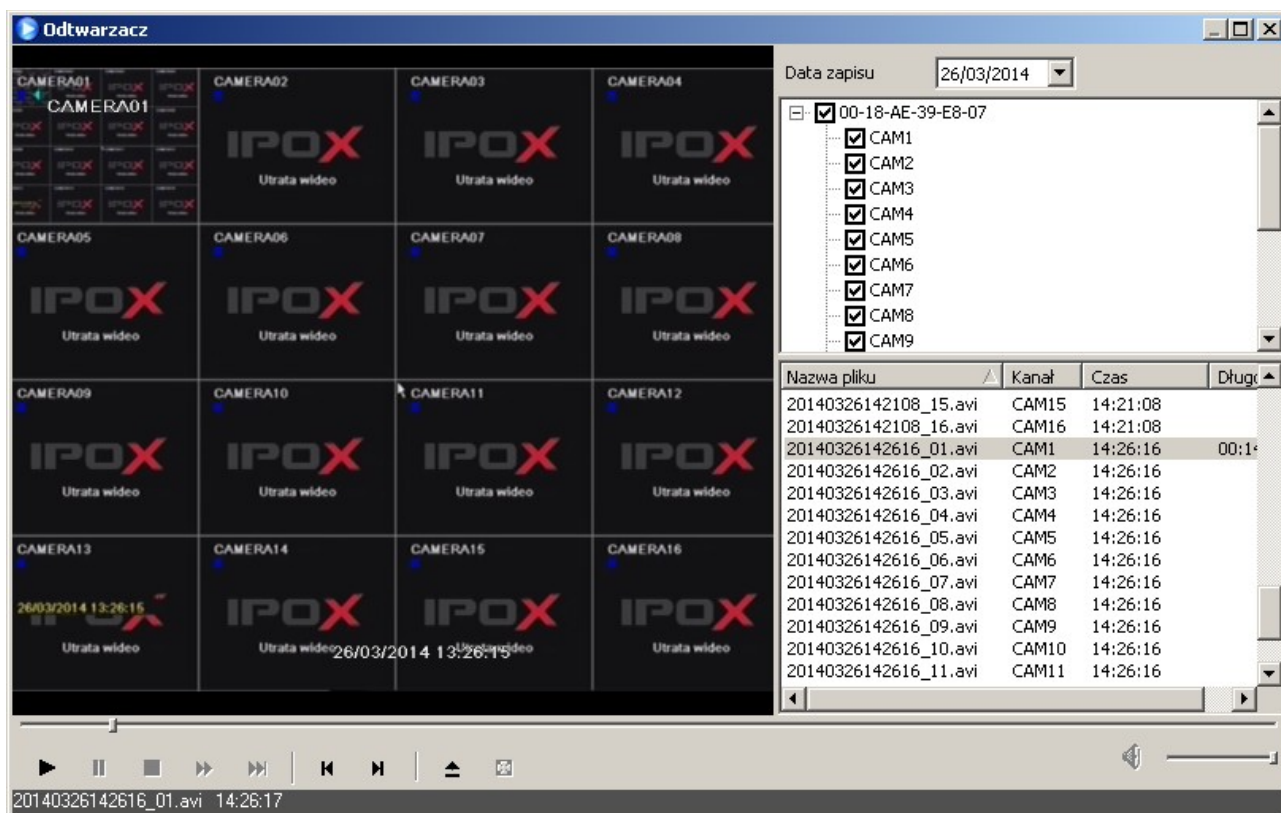 Odtwarzacz
CAMERA01
CAMERA01
CAMERA02
CAMERA03
CAMERA04
IPOX
IPOX
IPOX
Utrata wideo
Utrata wideo
Utrata wideo
CAMERA05
CAMERA06
CAMERA07
CAMERA08
IPOX
IPOX
IPOX
IPOX
Utrata wideo
Utrata wideo
Utrata wideo
Utrata wideo
CAMERA09
CAMERA10
CAMERA11
CAMERA12
IPOX
IPOX
IPOX
IPOX
Utrata wideo
Utrata wideo
Utrata wideo
Utrata wideo
CAMERA13
CAMERA14
CAMERA15
CAMERA16
26/03/2014 13:26:15
IPOX
IPOX
IPOX
Utrata wideo
Utrata wideo
26/03/2014 13:26:15
Utrata wideo
Data zapisu 26/03/2014
00-18-AE-39-E8-07
CAM1
CAM2
CAM3
CAM4
CAM5
CAM6
CAM7
CAM8
CAM9
Nazwa pliku Kanał Czas
20140326142108_15.avi CAM15 14:21:08
20140326142108_16.avi CAM16 14:21:08
20140326142616_01.avi CAM1 14:26:16 00:14
20140326142616_02.avi CAM2 14:26:16
20140326142616_03.avi CAM3 14:26:16
20140326142616_04.avi CAM4 14:26:16
20140326142616_05.avi CAM5 14:26:16
20140326142616_06.avi CAM6 14:26:16
20140326142616_07.avi CAM7 14:26:16
20140326142616_08.avi CAM8 14:26:16
20140326142616_09.avi CAM9 14:26:16
20140326142616_10.avi CAM10 14:26:16
20140326142616_11.avi CAM11 14:26:16
20140326142616_01.avi 14:26:17